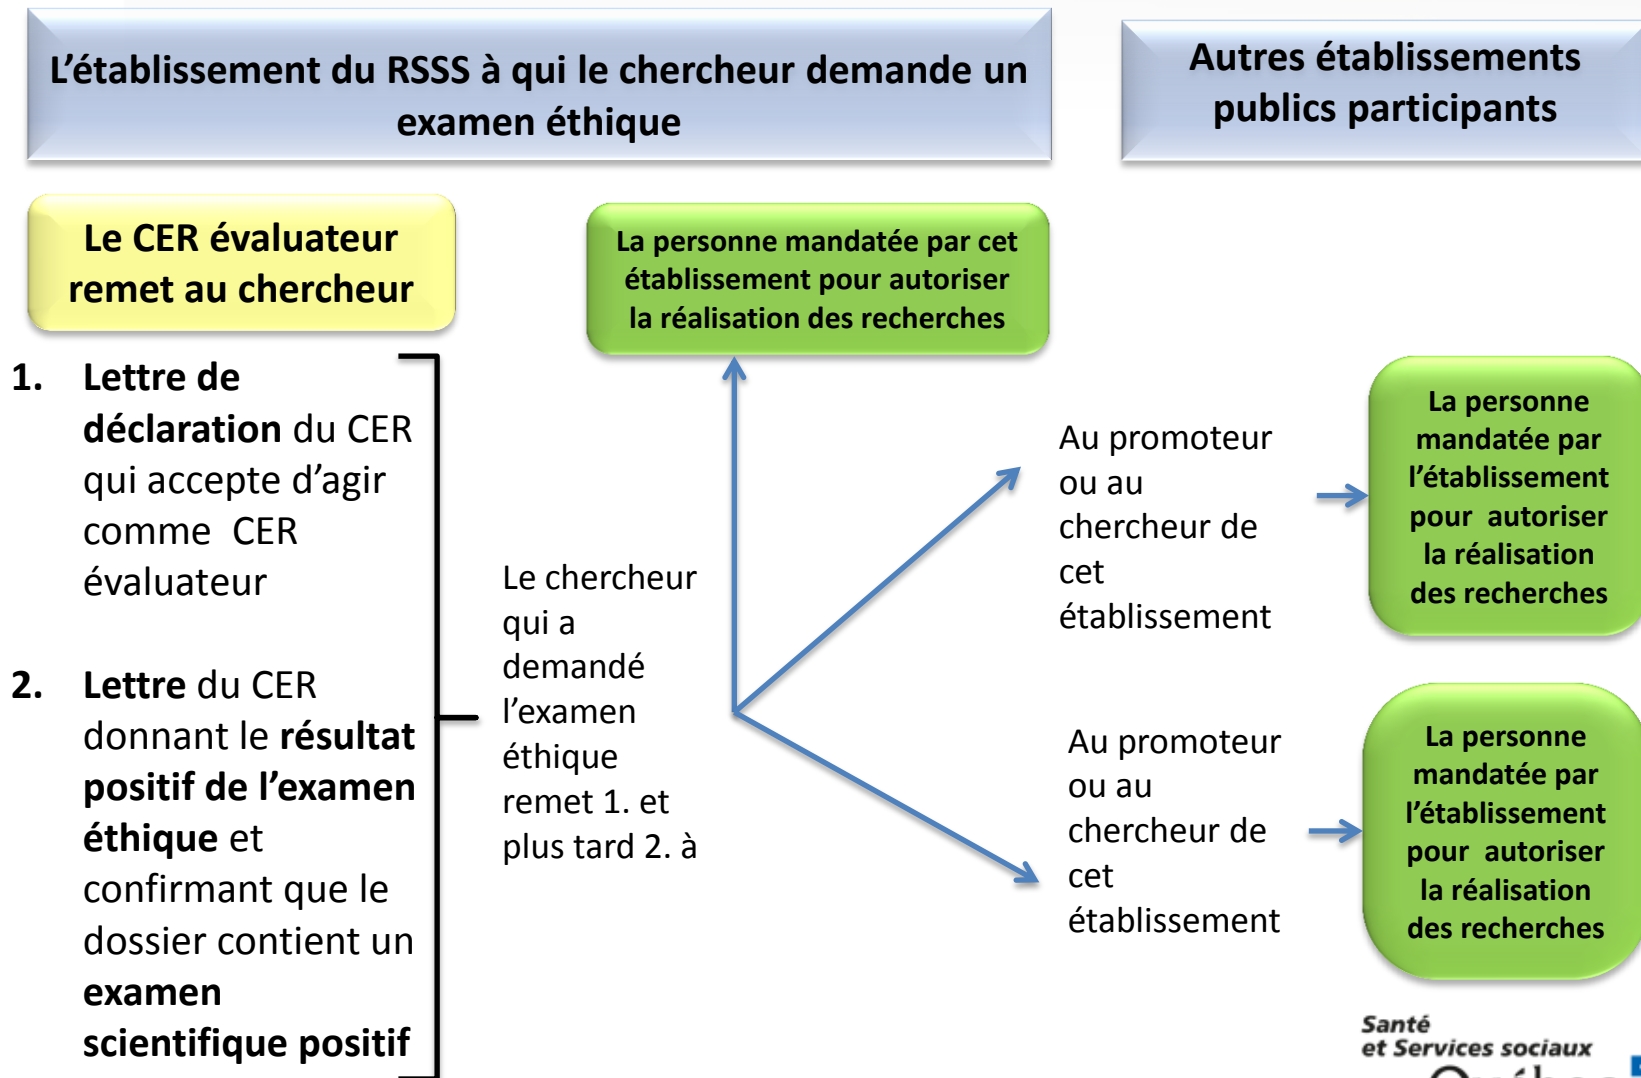 L'établissement du RSSS à qui le chercheur demande un
examen éthique
Autres établissements
publics participants
Le CER évaluateur
remet au chercheur
La personne mandatée par cet
établissement pour autoriser
la réalisation des recherches
1. Lettre de
déclaration du CER
qui accepte d'agir
comme CER
évaluateur
2. Lettre du CER
donnant le résultat
positif de l'examen
éthique et
confirmant que le
dossier contient un
examen
scientifique positif
Le chercheur
qui a
demandé
l'examen
éthique
remet 1. et
plus tard 2. à
Au promoteur
ou au
chercheur de
cet
établissement
La personne
mandatée par
l'établissement
pour autoriser
la réalisation
des recherches
Au promoteur
ou au
chercheur de
cet
établissement
La personne
mandatée par
l'établissement
pour autoriser
la réalisation
des recherches
Santé
et Services sociaux